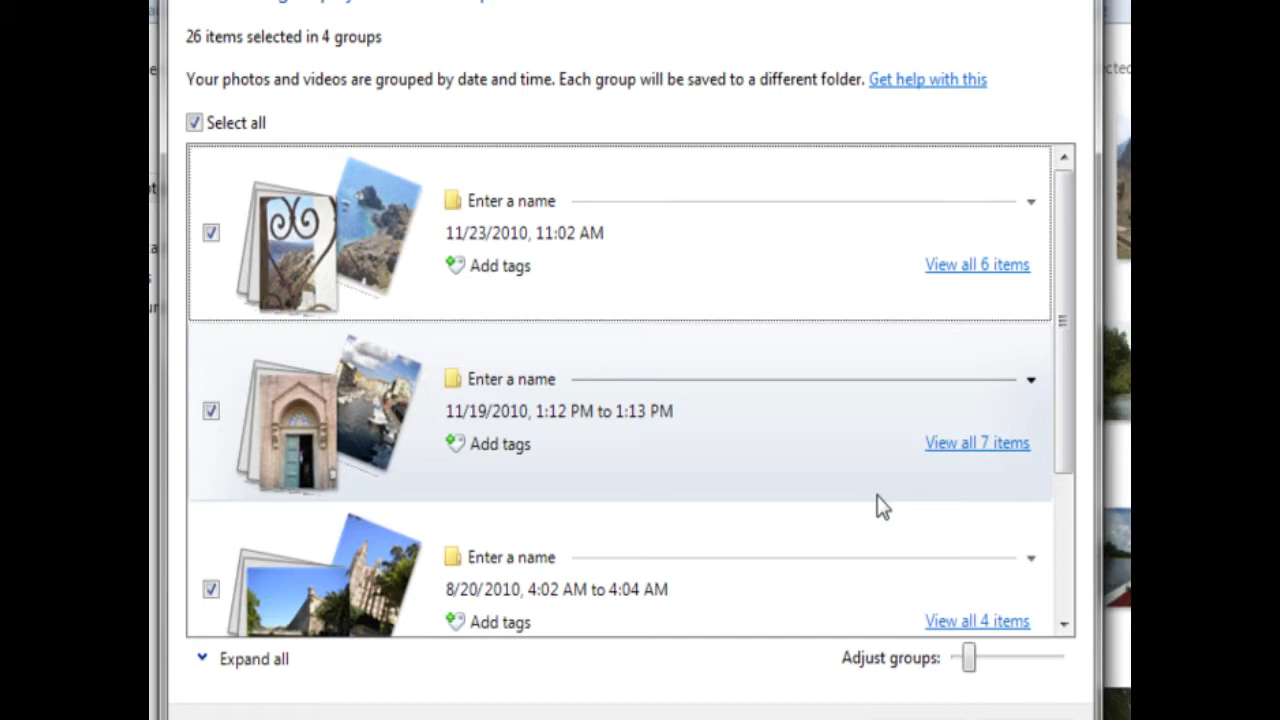 26 items selected in 4 groups
Your photos and videos are grouped by date and time. Each group will be saved to a different folder. Get help with this
Select all
Enter a name
11/23/2010, 11:02 AM
Add tags
View all 6 items
Enter a name
11/19/2010, 1:12 PM to 1:13 PM
Add tags
View all 7 items
Enter a name
8/20/2010, 4:02 AM to 4:04 AM
Add tags
View all 4 items
Expand all
Adjust groups: